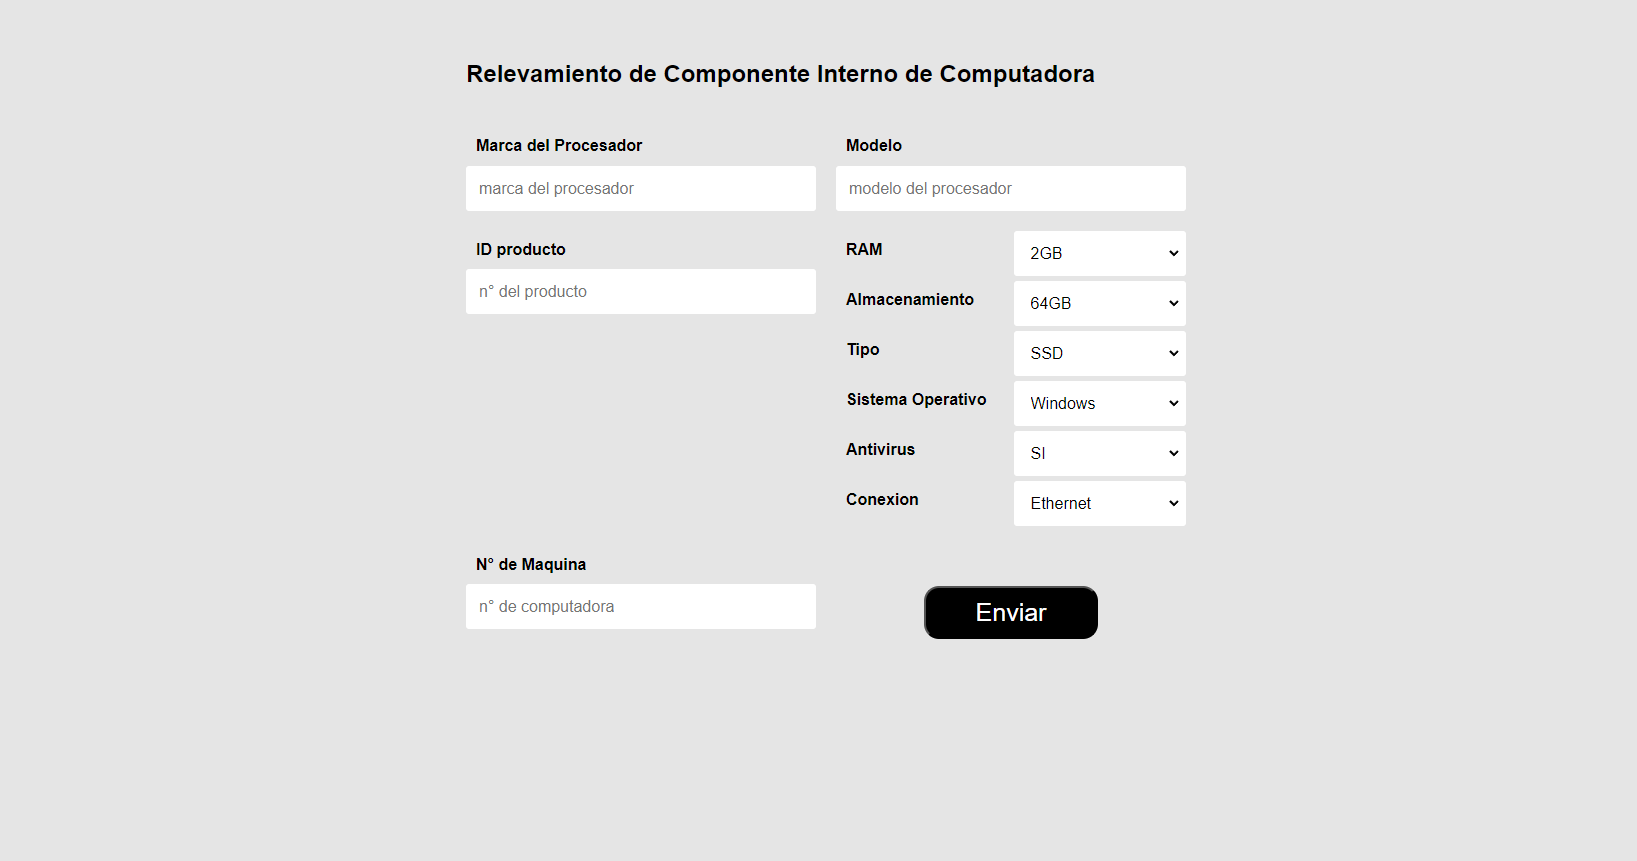 Relevamiento de Componente Interno de Computadora
Marca del Procesador
marca del procesador
Modelo
modelo del procesador
ID producto
n° del producto
RAM
2GB
Almacenamiento
64GB
Tipo
SSD
Sistema Operativo
Windows
Antivirus
SI
Conexion
Ethernet
N° de Maquina
n° de computadora
Enviar